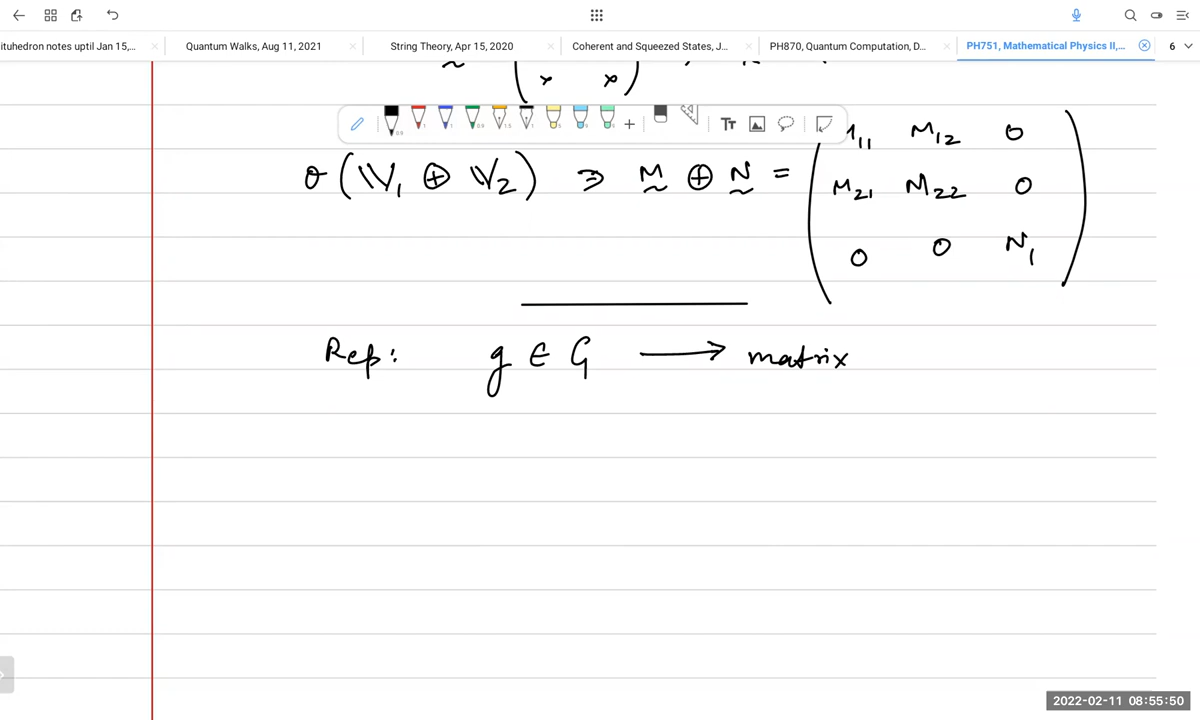 ituhedron notes uptil Jan 15,... Quantum Walks, Aug 11, 2021 String Theory, Apr 15, 2020 Coherent and Squeezed States, J... PH870, Quantum Computation, D... PH751, Mathematical Physics II,... 6
( x x )
Tt
M₁₁ M₁₂ 0
θ (𝕍₁ ⊕ 𝕍₂) ⇒ M ⊕ N = M₂₁ M₂₂ 0
0 0 N₁
Rep: g ∈ G ⟶ matrix
2022-02-11 08:55:50